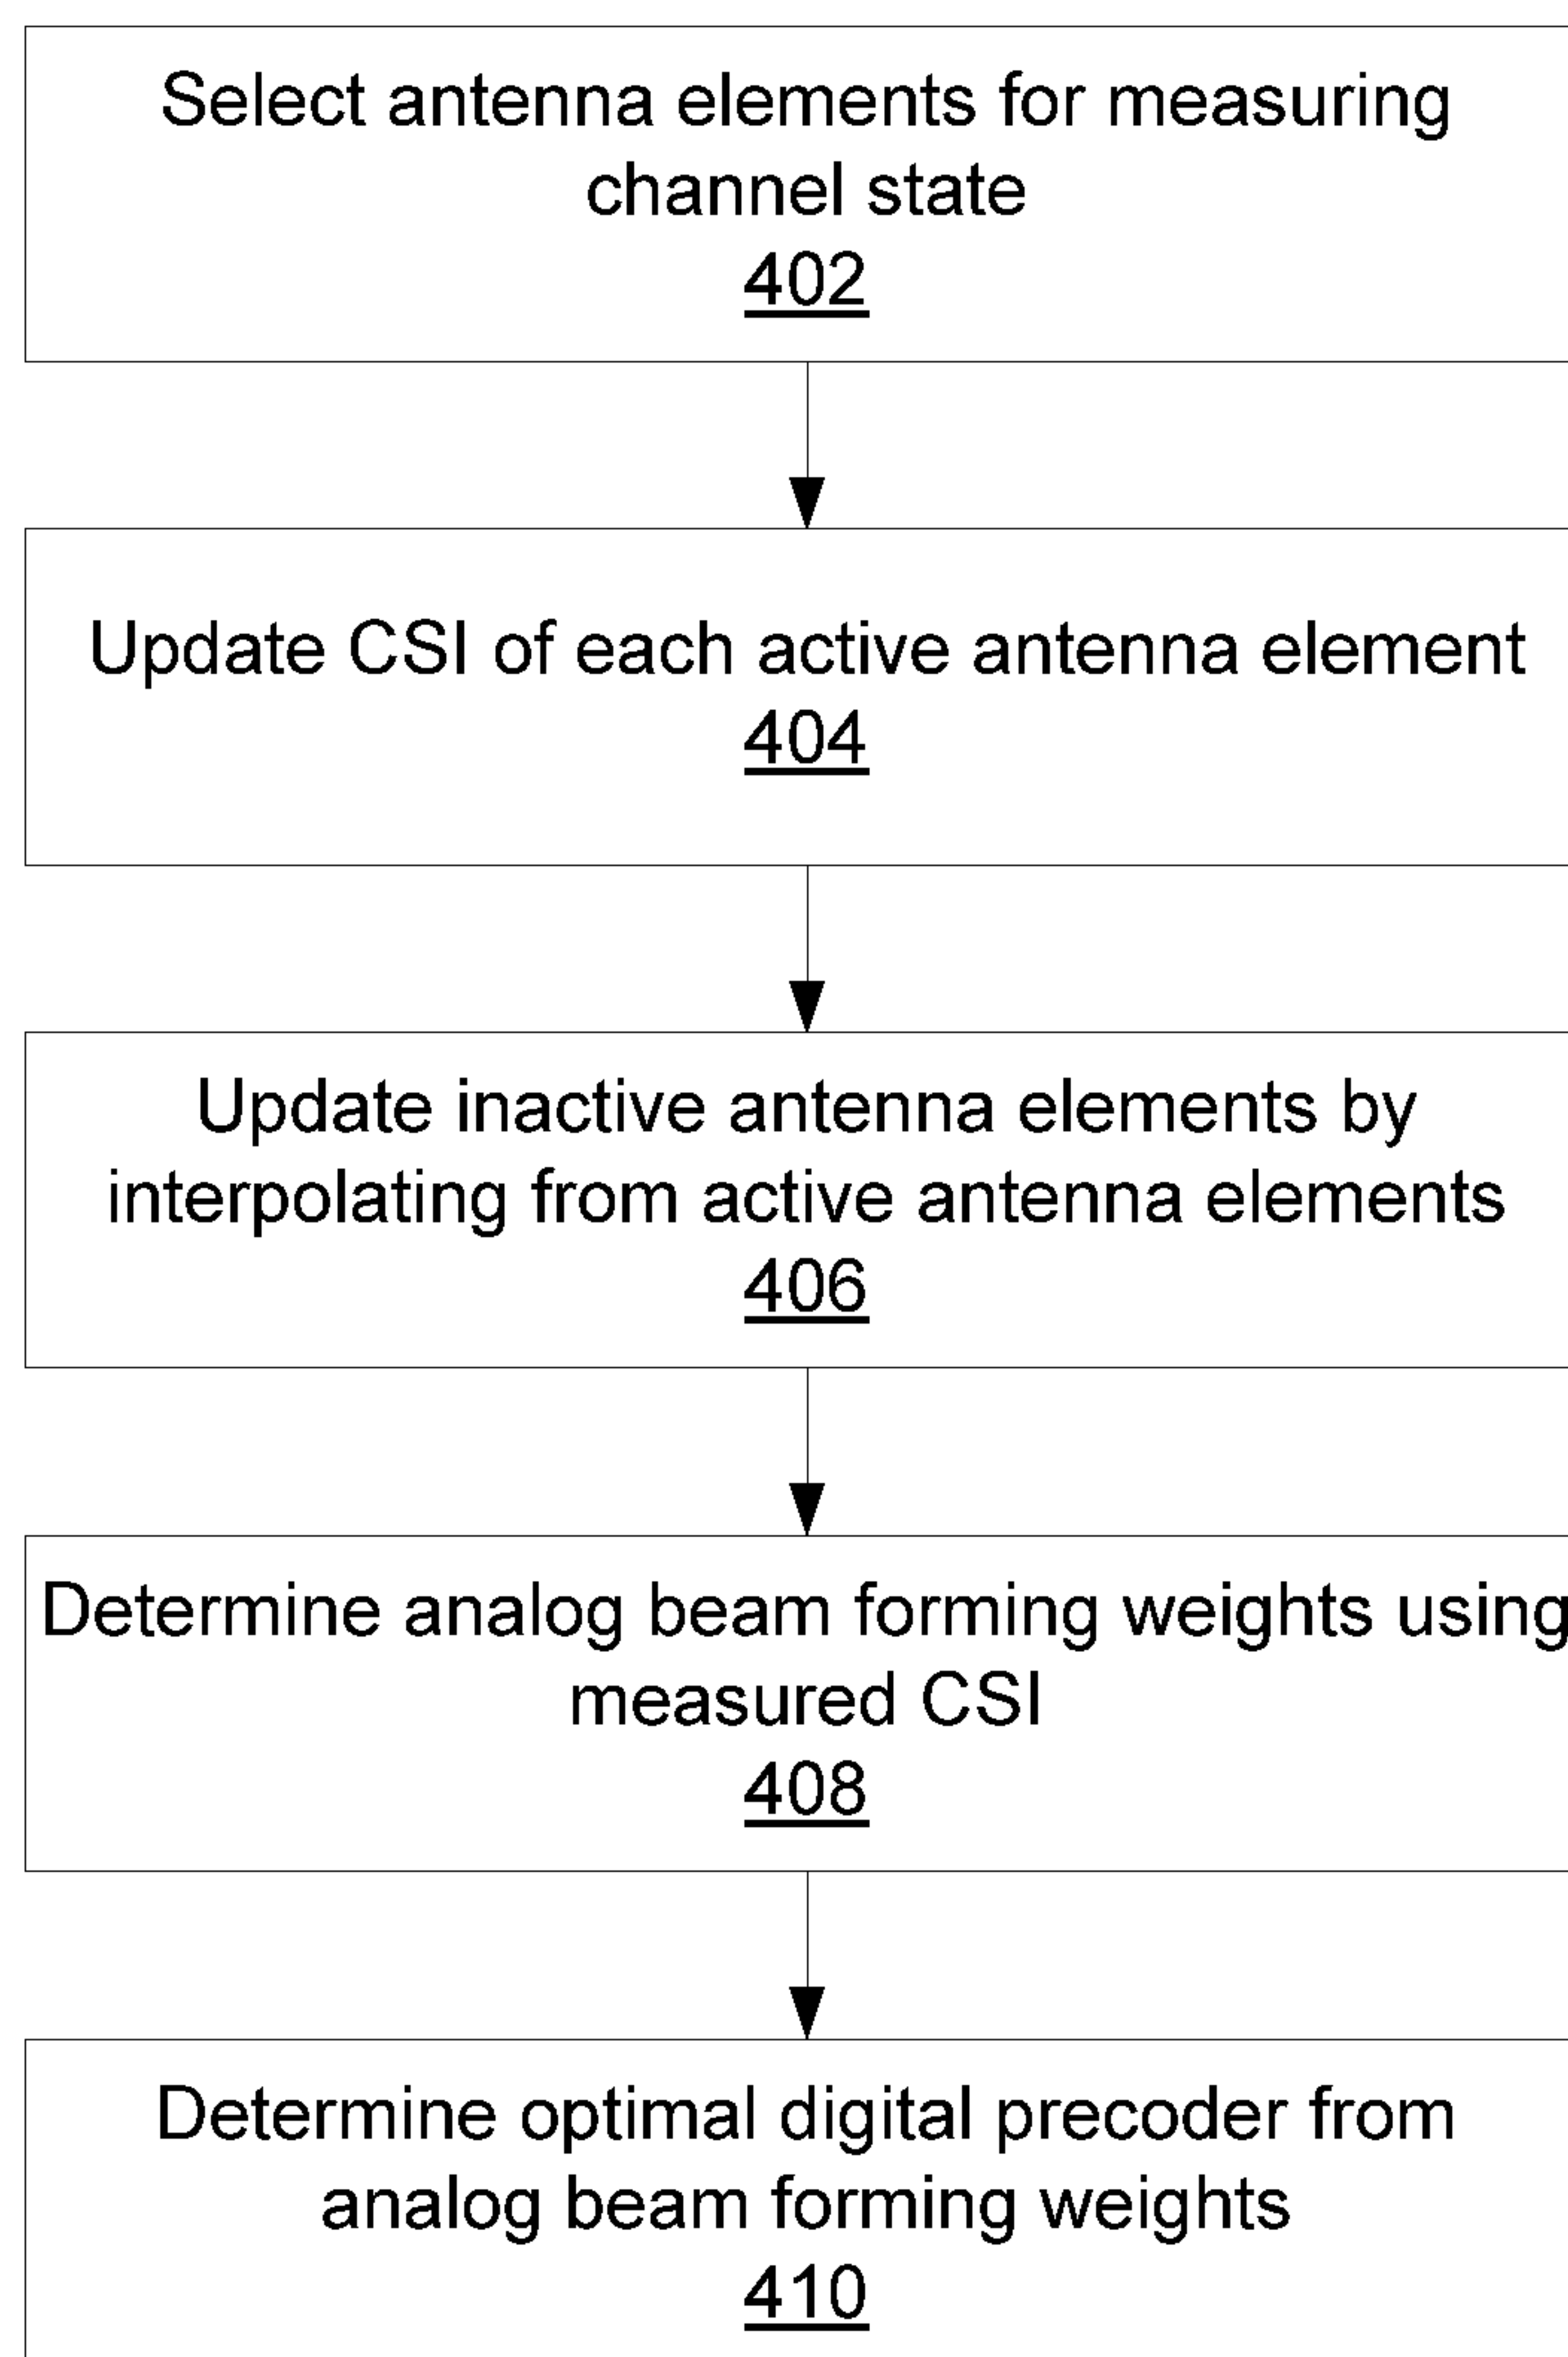 Select antenna elements for measuring
channel state
402
Update CSI of each active antenna element
404
Update inactive antenna elements by
interpolating from active antenna elements
406
Determine analog beam forming weights using
measured CSI
408
Determine optimal digital precoder from
analog beam forming weights
410